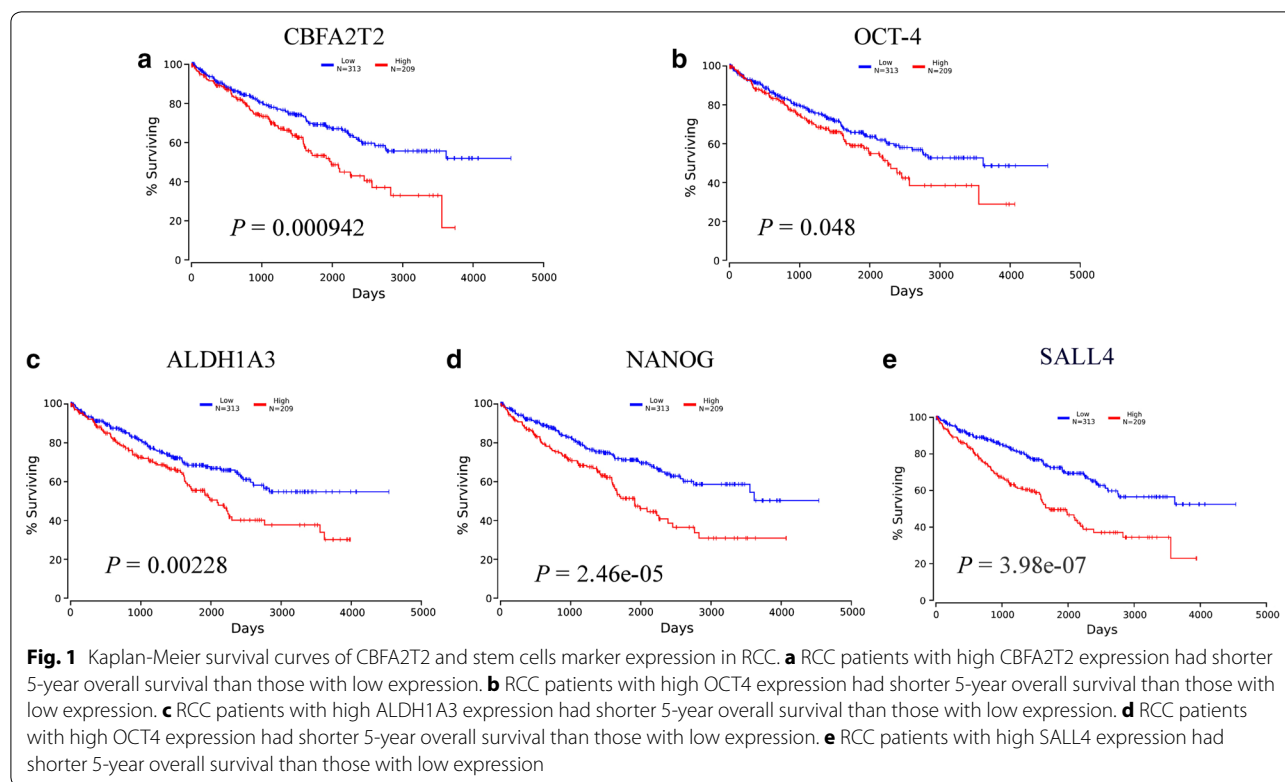 CBFA2T2
OCT-4
a
Low
N=313
High
N=209
100
80
60
40
20
0
% Surviving
P = 0.000942
0 1000 2000 3000 4000 5000
Days
b
Low
N=313
High
N=209
100
80
60
40
20
0
% Surviving
P = 0.048
0 1000 2000 3000 4000 5000
Days
c
ALDH1A3
Low
N=313
High
N=209
100
80
60
40
20
0
% Surviving
P = 0.00228
0 1000 2000 3000 4000 5000
Days
d
NANOG
Low
N=313
High
N=209
100
80
60
40
20
0
% Surviving
P = 2.46e-05
0 1000 2000 3000 4000 5000
Days
e
SALL4
Low
N=313
High
N=209
100
80
60
40
20
0
% Surviving
P = 3.98e-07
0 1000 2000 3000 4000 5000
Days
Fig. 1 Kaplan-Meier survival curves of CBFA2T2 and stem cells marker expression in RCC. a RCC patients with high CBFA2T2 expression had shorter
5-year overall survival than those with low expression. b RCC patients with high OCT4 expression had shorter 5-year overall survival than those with
low expression. c RCC patients with high ALDH1A3 expression had shorter 5-year overall survival than those with low expression. d RCC patients
with high OCT4 expression had shorter 5-year overall survival than those with low expression. e RCC patients with high SALL4 expression had
shorter 5-year overall survival than those with low expression